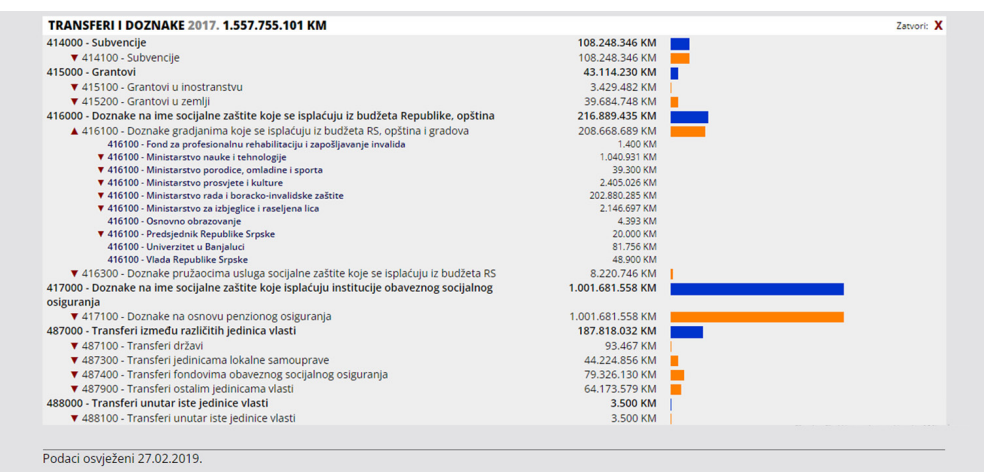 TRANSFERI I DOZNAKE 2017. 1.557.755.101 KM Zatvori: X
414000 - Subvencije 108.248.346 KM
▼ 414100 - Subvencije 108.248.346 KM
415000 - Grantovi 43.114.230 KM
▼ 415100 - Grantovi u inostranstvu 3.429.482 KM
▼ 415200 - Grantovi u zemlji 39.684.748 KM
416000 - Doznake na ime socijalne zaštite koje se isplaćuju iz budžeta Republike, opština 216.889.435 KM
▲ 416100 - Doznake gradjanima koje se isplaćuju iz budžeta RS, opština i gradova 208.668.689 KM
416100 - Fond za profesionalnu rehabilitaciju i zapošljavanje invalida 1.400 KM
▼ 416100 - Ministarstvo nauke i tehnologije 1.040.931 KM
▼ 416100 - Ministarstvo porodice, omladine i sporta 39.300 KM
▼ 416100 - Ministarstvo prosvjete i kulture 2.405.026 KM
▼ 416100 - Ministarstvo rada i boracko-invalidske zaštite 202.880.285 KM
▼ 416100 - Ministarstvo za izbjeglice i raseljena lica 2.146.697 KM
416100 - Osnovno obrazovanje 4.393 KM
▼ 416100 - Predsjednik Republike Srpske 20.000 KM
416100 - Univerzitet u Banjaluci 81.756 KM
416100 - Vlada Republike Srpske 48.900 KM
▼ 416300 - Doznake pružaocima usluga socijalne zaštite koje se isplaćuju iz budžeta RS 8.220.746 KM
417000 - Doznake na ime socijalne zaštite koje isplaćuju institucije obaveznog socijalnog 1.001.681.558 KM
osiguranja
▼ 417100 - Doznake na osnovu penzionog osiguranja 1.001.681.558 KM
487000 - Transferi između različitih jedinica vlasti 187.818.032 KM
▼ 487100 - Transferi državi 93.467 KM
▼ 487300 - Transferi jedinicama lokalne samouprave 44.224.856 KM
▼ 487400 - Transferi fondovima obaveznog socijalnog osiguranja 79.326.130 KM
▼ 487900 - Transferi ostalim jedinicama vlasti 64.173.579 KM
488000 - Transferi unutar iste jedinice vlasti 3.500 KM
▼ 488100 - Transferi unutar iste jedinice vlasti 3.500 KM
Podaci osvježeni 27.02.2019.